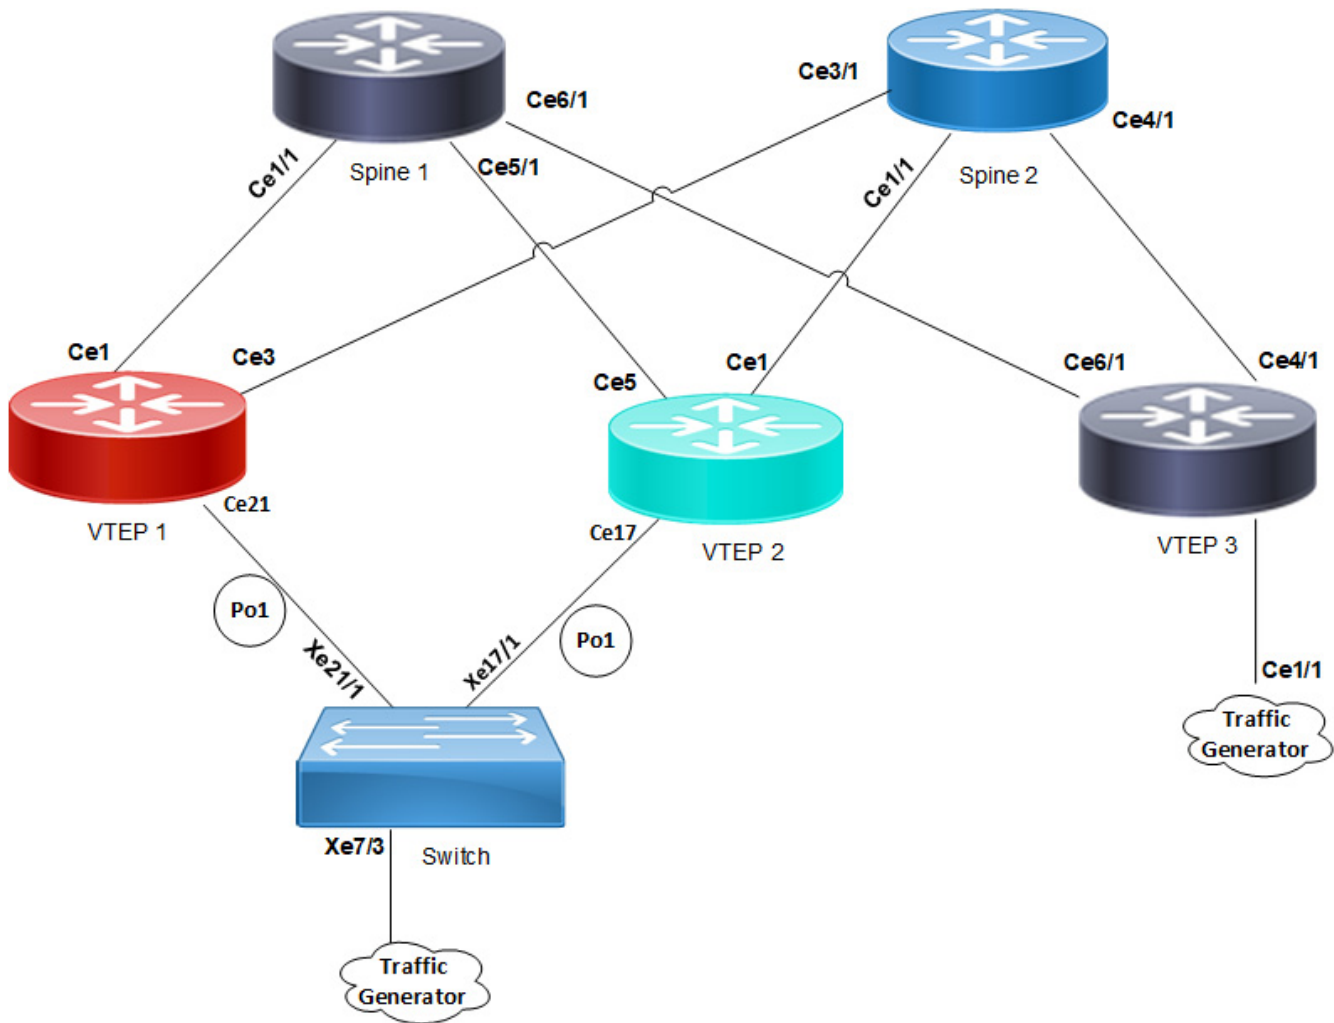 Ce3/1
Ce6/1
Ce4/1
Ce1/1
Spine 1
Ce5/1
Ce1/1
Spine 2
Ce1
Ce3
Ce5
Ce1
Ce6/1
Ce4/1
Ce21
VTEP 1
Ce17
VTEP 2
VTEP 3
Po1
Po1
Xe21/1
Xe17/1
Ce1/1
Traffic
Generator
Xe7/3
Switch
Traffic
Generator